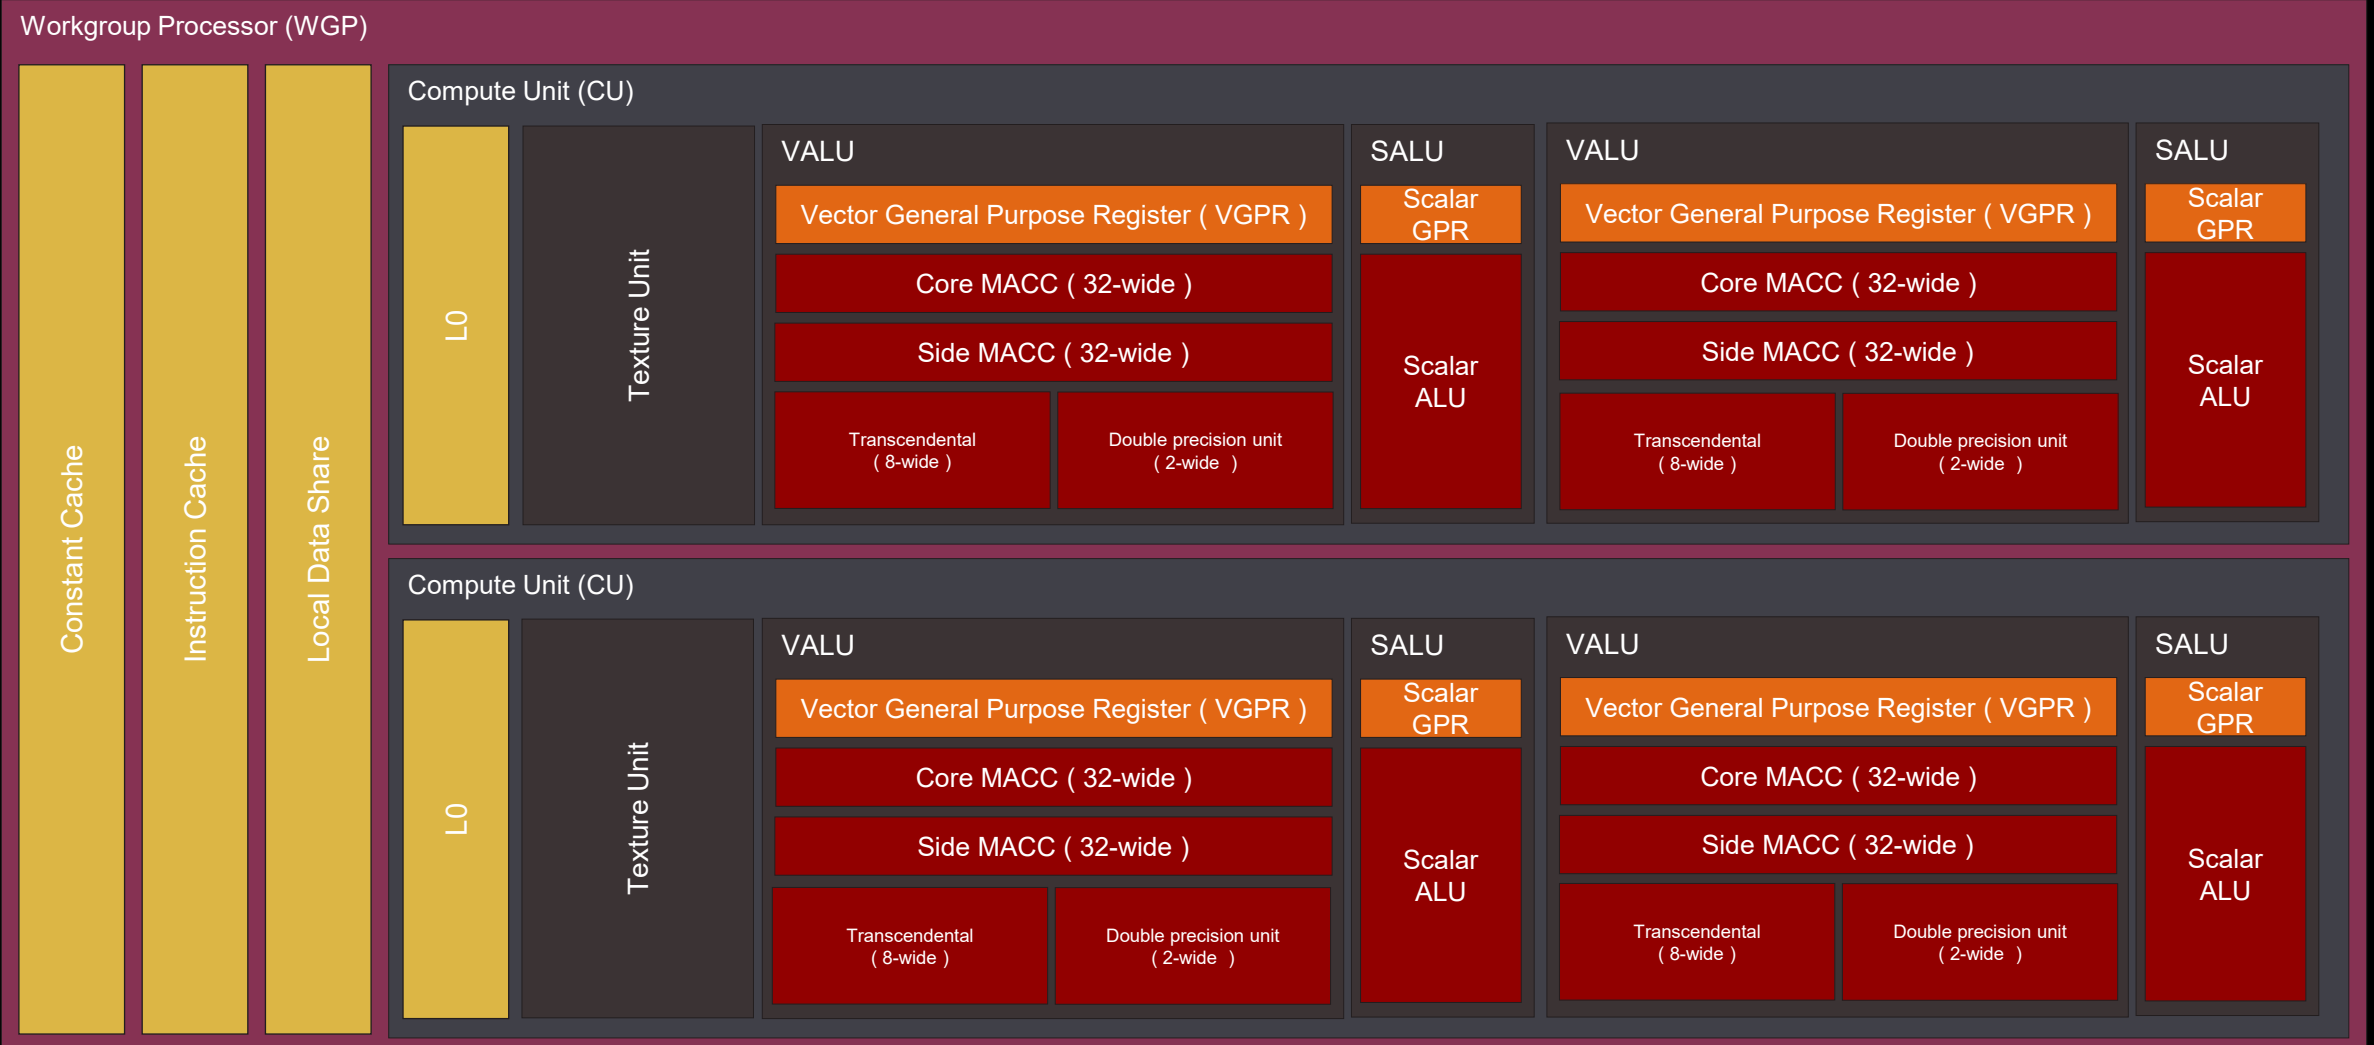 Workgroup Processor (WGP)
Constant Cache
Instruction Cache
Local Data Share
Compute Unit (CU)
L0
Texture Unit
VALU
Vector General Purpose Register ( VGPR )
Core MACC ( 32-wide )
Side MACC ( 32-wide )
Transcendental
( 8-wide )
Double precision unit
( 2-wide  )
SALU
Scalar
GPR
Scalar
ALU
VALU
Vector General Purpose Register ( VGPR )
Core MACC ( 32-wide )
Side MACC ( 32-wide )
Transcendental
( 8-wide )
Double precision unit
( 2-wide  )
SALU
Scalar
GPR
Scalar
ALU
Compute Unit (CU)
L0
Texture Unit
VALU
Vector General Purpose Register ( VGPR )
Core MACC ( 32-wide )
Side MACC ( 32-wide )
Transcendental
( 8-wide )
Double precision unit
( 2-wide  )
SALU
Scalar
GPR
Scalar
ALU
VALU
Vector General Purpose Register ( VGPR )
Core MACC ( 32-wide )
Side MACC ( 32-wide )
Transcendental
( 8-wide )
Double precision unit
( 2-wide  )
SALU
Scalar
GPR
Scalar
ALU